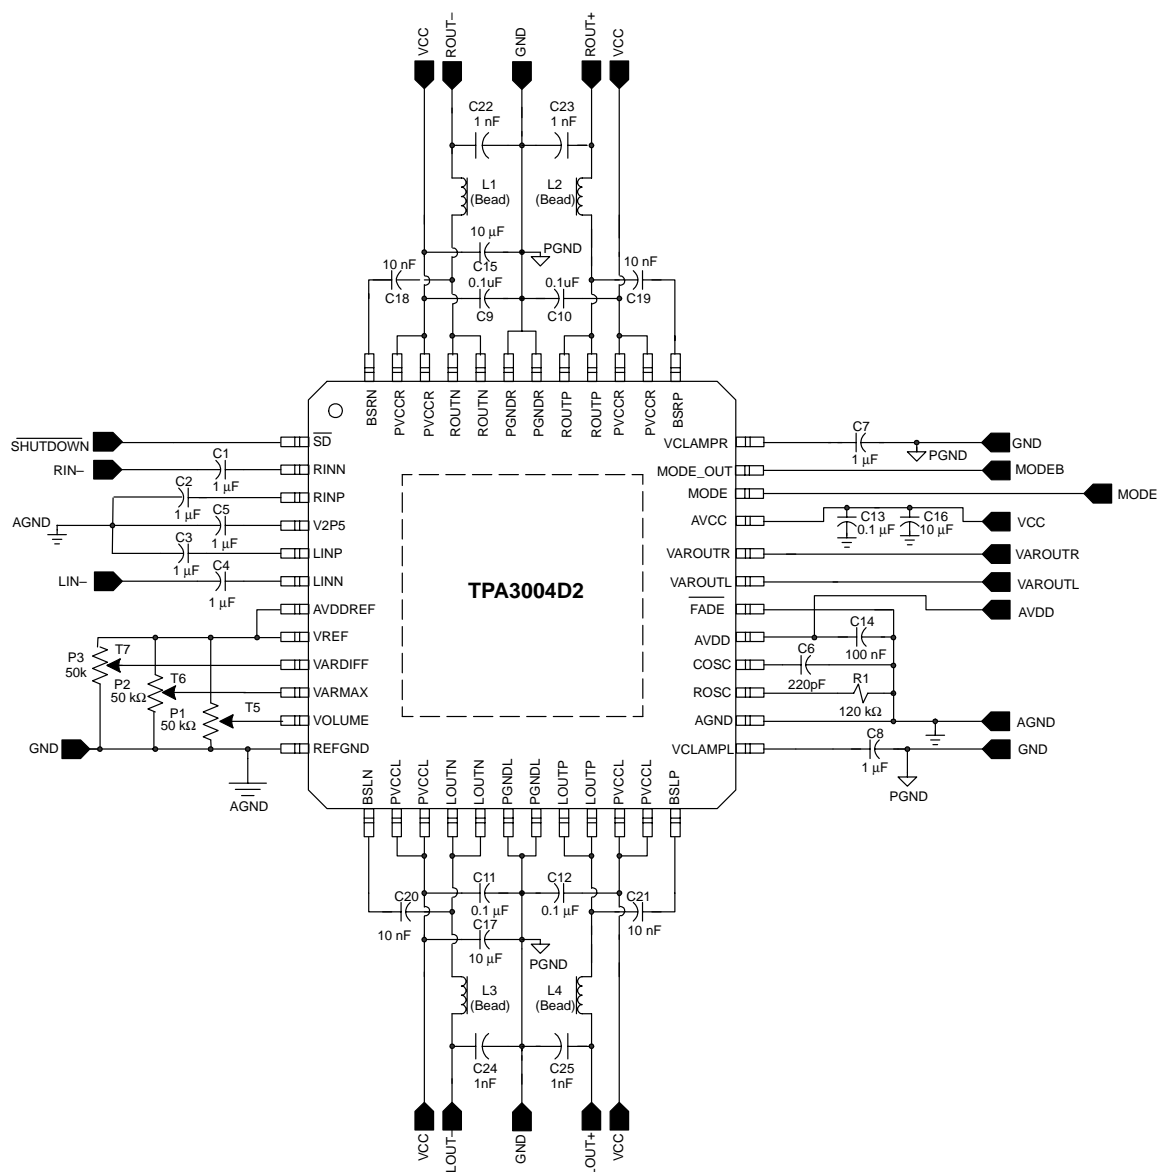 VCC
ROUT–
GND
ROUT+
VCC
C22
1 nF
C23
1 nF
L1
(Bead)
L2
(Bead)
10 µF
C15
PGND
10 nF
C18
0.1uF
C9
0.1uF
C10
10 nF
C19
BSRN
PVCCR
PVCCR
ROUTN
ROUTN
PGNDR
PGNDR
ROUTP
ROUTP
PVCCR
PVCCR
BSRP
SHUTDOWN
SD
VCLAMPR
C7
1 µF
PGND
GND
RIN–
C1
1 µF
RINN
MODE_OUT
MODEB
C2
1 µF
RINP
MODE
MODE
AGND
C5
1 µF
V2P5
AVCC
C13
0.1 µF
C16
10 µF
VCC
C3
1 µF
LINP
VAROUTR
VAROUTR
LIN–
C4
1 µF
LINN
TPA3004D2
VAROUTL
VAROUTL
AVDDREF
FADE
AVDD
VREF
AVDD
C14
100 nF
P3
50k
T7
VARDIFF
COSC
C6
220pF
P2
50 kΩ
T6
VARMAX
ROSC
R1
120 kΩ
P1
50 kΩ
T5
VOLUME
AGND
AGND
GND
REFGND
VCLAMPL
C8
1 µF
GND
AGND
PGND
BSLN
PVCCL
PVCCL
LOUTN
LOUTN
PGNDL
PGNDL
LOUTP
LOUTP
PVCCL
PVCCL
BSLP
C20
10 nF
C11
0.1 µF
C12
0.1 µF
C21
10 nF
C17
10 µF
PGND
L3
(Bead)
L4
(Bead)
C24
1nF
C25
1nF
VCC
LOUT–
GND
LOUT+
VCC